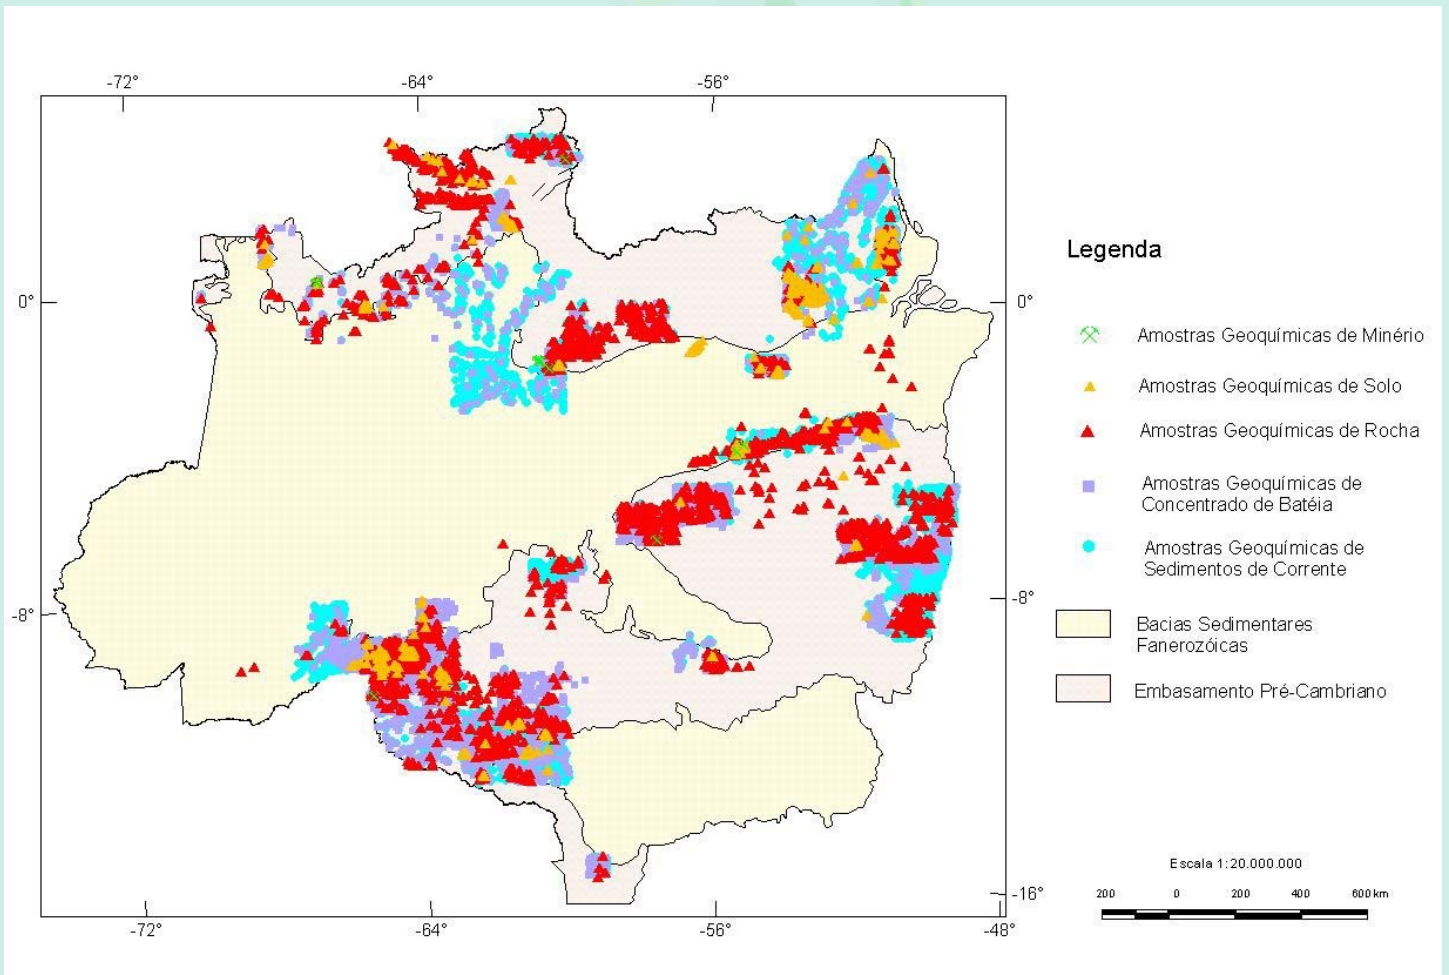 -72° -64° -56°
0° 0°
-8° -8°
-16°
-72° -64° -56° -48°
Legenda
Amostras Geoquímicas de Minério
Amostras Geoquímicas de Solo
Amostras Geoquímicas de Rocha
Amostras Geoquímicas de
Concentrado de Batéia
Amostras Geoquímicas de
Sedimentos de Corrente
Bacias Sedimentares
Fanerozóicas
Embasamento Pré-Cambriano
Escala 1:20.000.000
200 0 200 400 600 km